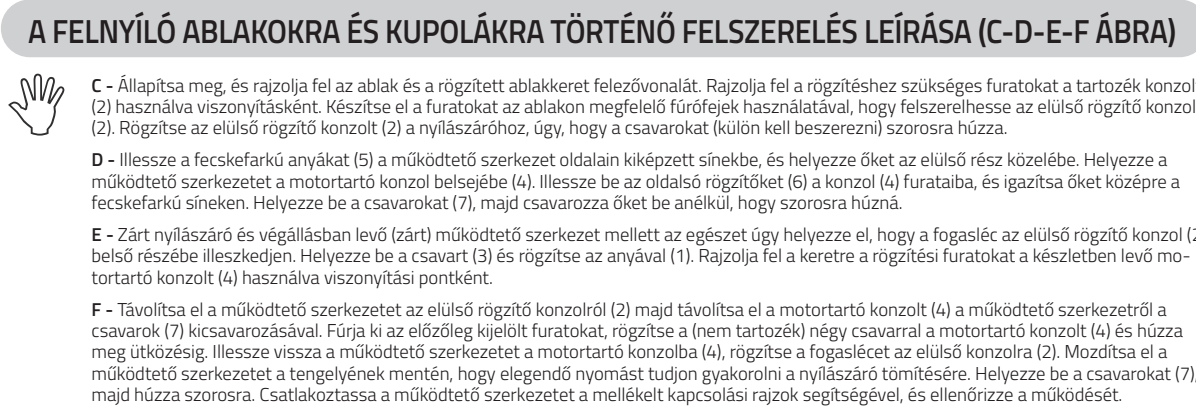 A FELNYÍLÓ ABLAKOKRA ÉS KUPOLÁKRA TÖRTÉNŐ FELSZERELÉS LEÍRÁSA (C-D-E-F ÁBRA)
C - Állapítsa meg, és rajzolja fel az ablak és a rögzített ablakkeret felezővonalát. Rajzolja fel a rögzítéshez szükséges furatokat a tartozék konzol
(2) használva viszonyításként. Készítse el a furatokat az ablakon megfelelő fúrófejek használatával, hogy felszerelhesse az elülső rögzítő konzol
(2). Rögzítse az elülső rögzítő konzolt (2) a nyílászáróhoz, úgy, hogy a csavarokat (külön kell beszerezni) szorosra húzza.
D - Illessze a fecskefarkú anyákat (5) a működtető szerkezet oldalain kiképzett sínekbe, és helyezze őket az elülső rész közelébe. Helyezze a
működtető szerkezetet a motortartó konzol belsejébe (4). Illessze be az oldalsó rögzítőket (6) a konzol (4) furataiba, és igazítsa őket középre a
fecskefarkú síneken. Helyezze be a csavarokat (7), majd csavarozza őket be anélkül, hogy szorosra húzná.
E - Zárt nyílászáró és végállásban levő (zárt) működtető szerkezet mellett az egészet úgy helyezze el, hogy a fogasléc az elülső rögzítő konzol (2
belső részébe illeszkedjen. Helyezze be a csavart (3) és rögzítse az anyával (1). Rajzolja fel a keretre a rögzítési furatokat a készletben levő mo-
tortartó konzolt (4) használva viszonyítási pontként.
F - Távolítsa el a működtető szerkezetet az elülső rögzítő konzolról (2) majd távolítsa el a motortartó konzolt (4) a működtető szerkezetről a
csavarok (7) kicsavarozásával. Fúrja ki az előzőleg kijelölt furatokat, rögzítse a (nem tartozék) négy csavarral a motortartó konzolt (4) és húzza
meg ütközésig. Illessze vissza a működtető szerkezetet a motortartó konzolba (4), rögzítse a fogaslécet az elülső konzolra (2). Mozdítsa el a
működtető szerkezetet a tengelyének mentén, hogy elegendő nyomást tudjon gyakorolni a nyílászáró tömítésére. Helyezze be a csavarokat (7),
majd húzza szorosra. Csatlakoztassa a működtető szerkezetet a mellékelt kapcsolási rajzok segítségével, és ellenőrizze a működését.